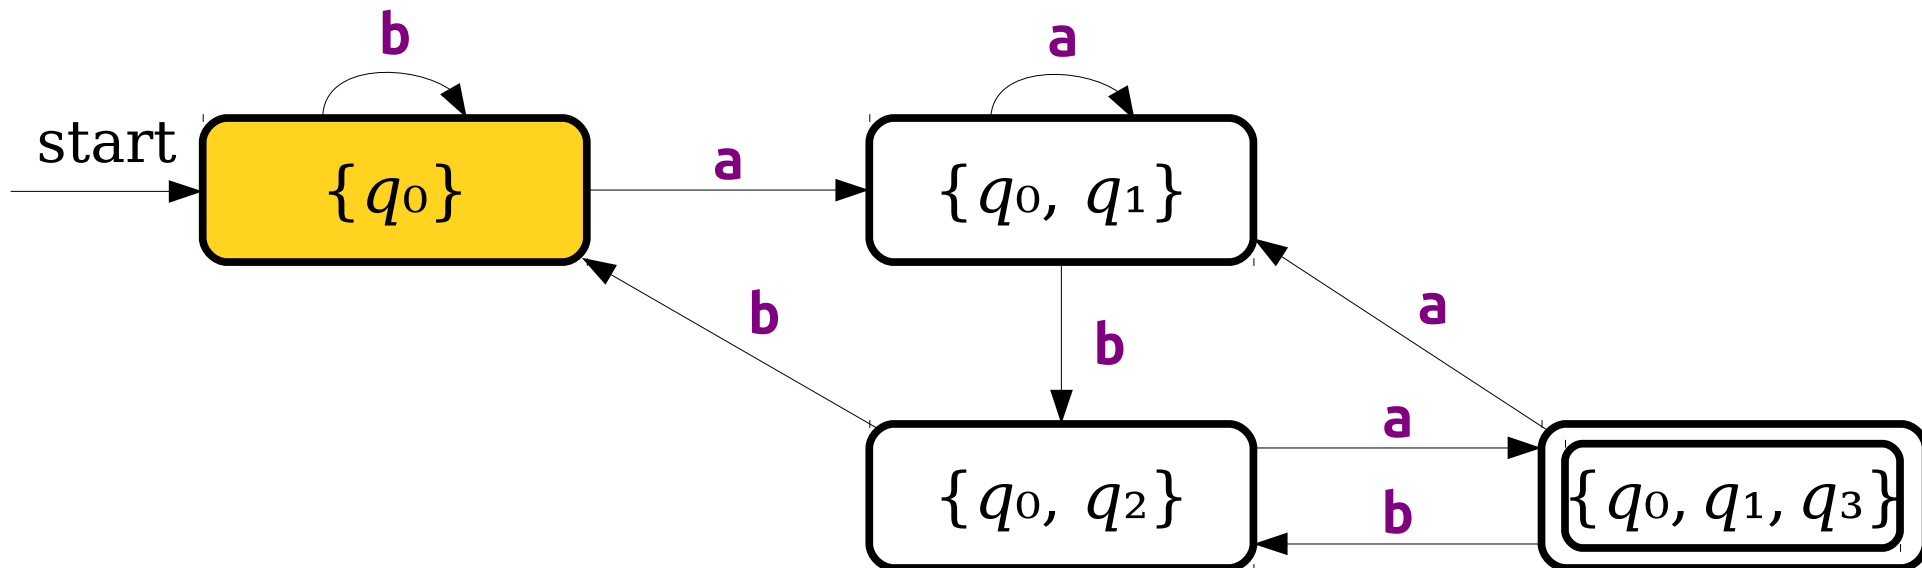 b
a
start
{q₀}
a
{q₀, q₁}
b
b
a
{q₀, q₂}
a
b
{q₀, q₁, q₃}